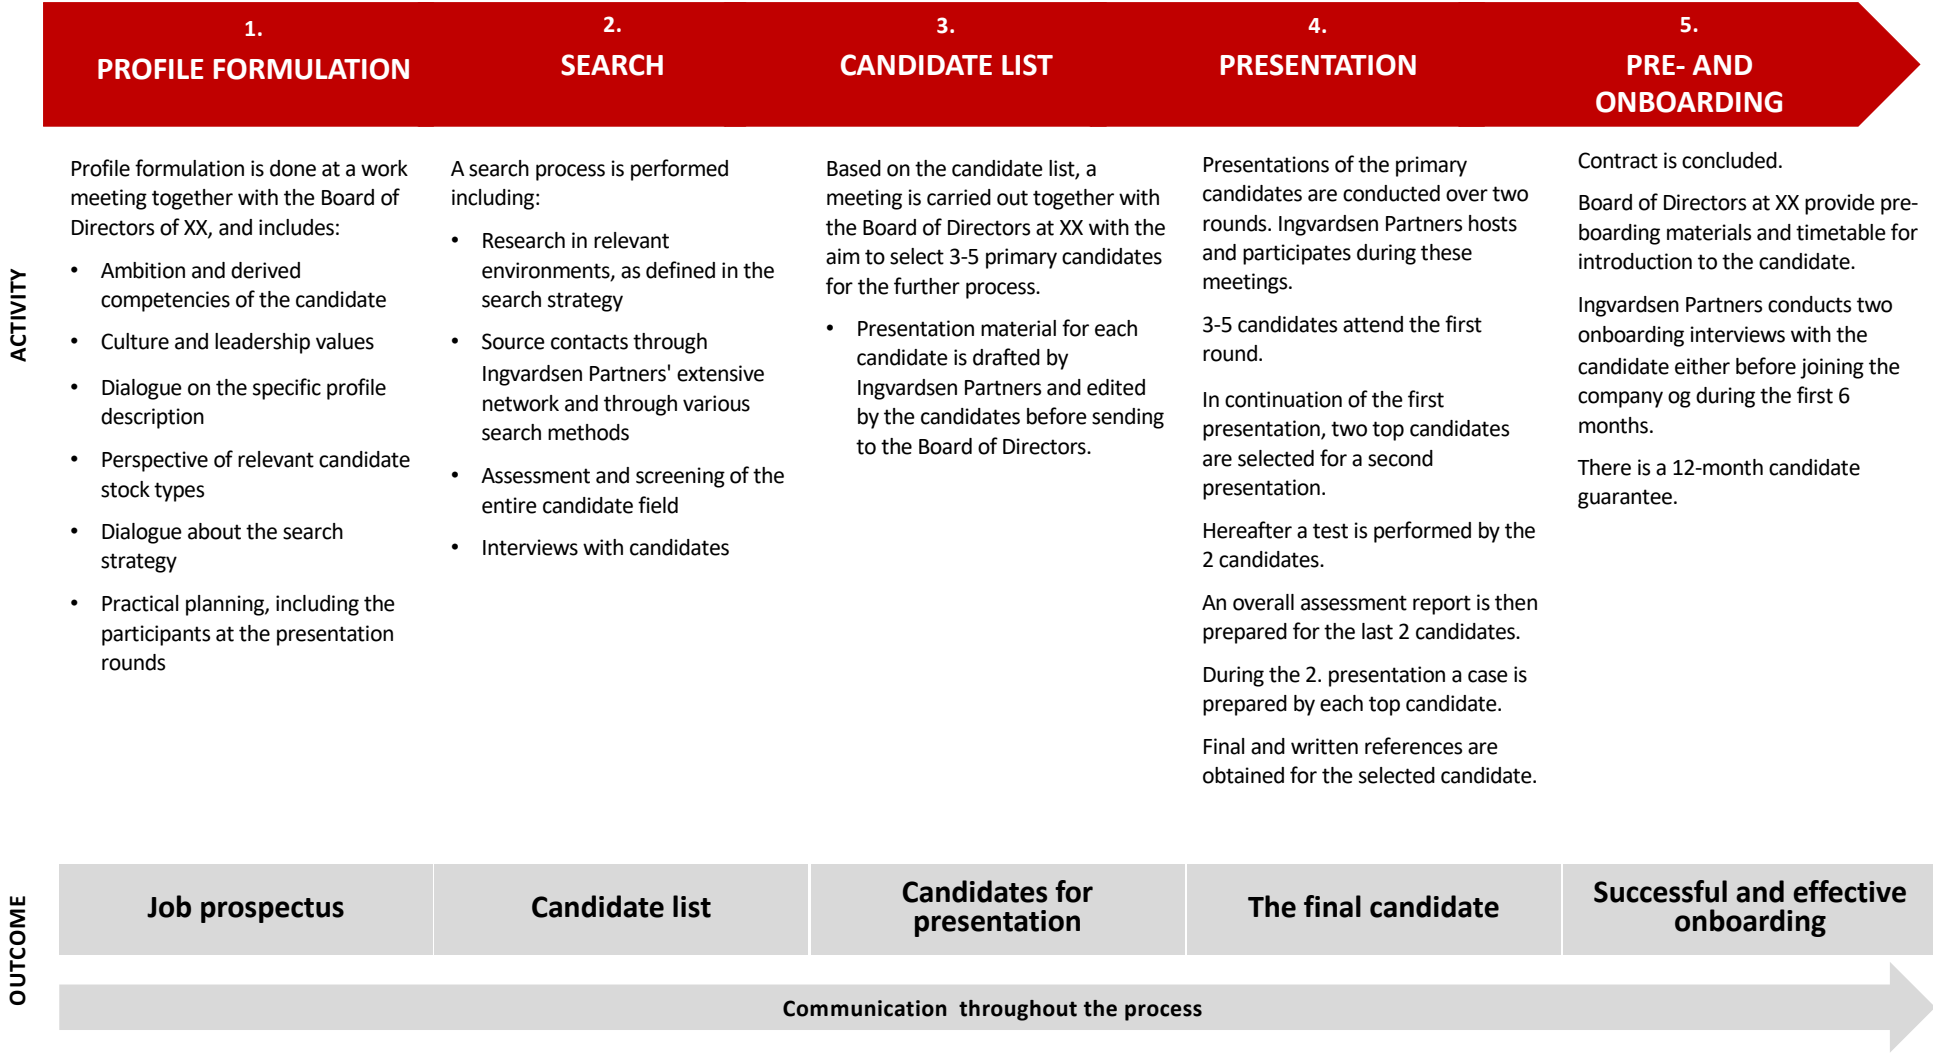 1.
PROFILE FORMULATION
2.
SEARCH
3.
CANDIDATE LIST
4.
PRESENTATION
5.
PRE- AND
ONBOARDING
ACTIVITY
Profile formulation is done at a work
meeting together with the Board of
Directors of XX, and includes:
• Ambition and derived
competencies of the candidate
• Culture and leadership values
• Dialogue on the specific profile
description
• Perspective of relevant candidate
stock types
• Dialogue about the search
strategy
• Practical planning, including the
participants at the presentation
rounds
A search process is performed
including:
• Research in relevant
environments, as defined in the
search strategy
• Source contacts through
Ingvardsen Partners' extensive
network and through various
search methods
• Assessment and screening of the
entire candidate field
• Interviews with candidates
Based on the candidate list, a
meeting is carried out together with
the Board of Directors at XX with the
aim to select 3-5 primary candidates
for the further process.
• Presentation material for each
candidate is drafted by
Ingvardsen Partners and edited
by the candidates before sending
to the Board of Directors.
Presentations of the primary
candidates are conducted over two
rounds. Ingvardsen Partners hosts
and participates during these
meetings.
3-5 candidates attend the first
round.
In continuation of the first
presentation, two top candidates
are selected for a second
presentation.
Hereafter a test is performed by the
2 candidates.
An overall assessment report is then
prepared for the last 2 candidates.
During the 2. presentation a case is
prepared by each top candidate.
Final and written references are
obtained for the selected candidate.
Contract is concluded.
Board of Directors at XX provide pre-
boarding materials and timetable for
introduction to the candidate.
Ingvardsen Partners conducts two
onboarding interviews with the
candidate either before joining the
company og during the first 6
months.
There is a 12-month candidate
guarantee.
OUTCOME
Job prospectus
Candidate list
Candidates for
presentation
The final candidate
Successful and effective
onboarding
Communication throughout the process